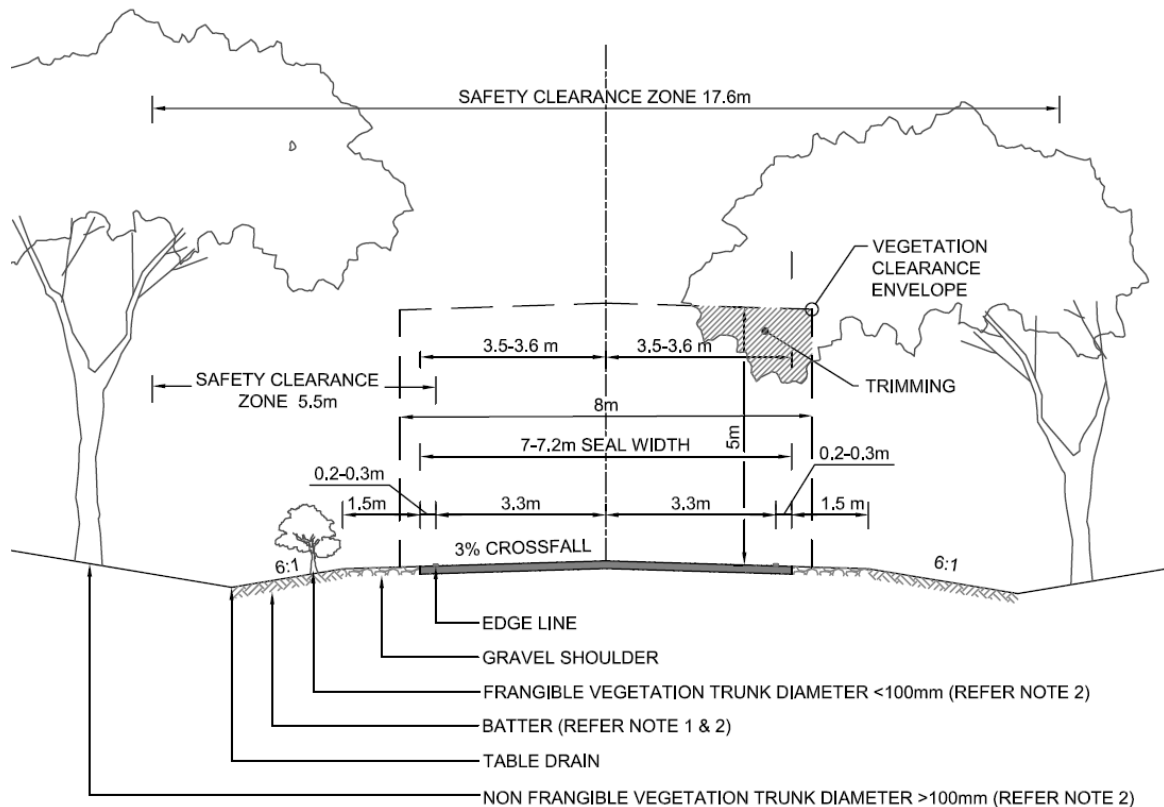 SAFETY CLEARANCE ZONE 17.6m
VEGETATION
CLEARANCE
ENVELOPE
3.5-3.6 m
3.5-3.6 m
SAFETY CLEARANCE
ZONE 5.5m
TRIMMING
8m
5m
7-7.2m SEAL WIDTH
0.2-0.3m
0.2-0.3m
1.5m
3.3m
3.3m
1.5 m
3% CROSSFALL
6:1
6:1
EDGE LINE
GRAVEL SHOULDER
FRANGIBLE VEGETATION TRUNK DIAMETER <100mm (REFER NOTE 2)
BATTER (REFER NOTE 1 & 2)
TABLE DRAIN
NON FRANGIBLE VEGETATION TRUNK DIAMETER >100mm (REFER NOTE 2)